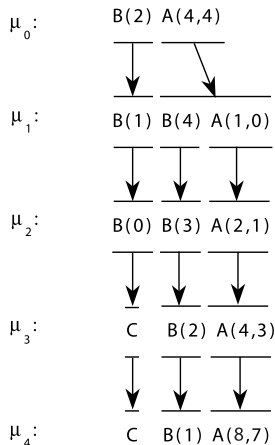 μ0: B(2) A(4,4)
μ1: B(1) B(4) A(1,0)
μ2: B(0) B(3) A(2,1)
μ3: C B(2) A(4,3)
μ4: C B(1) A(8,7)